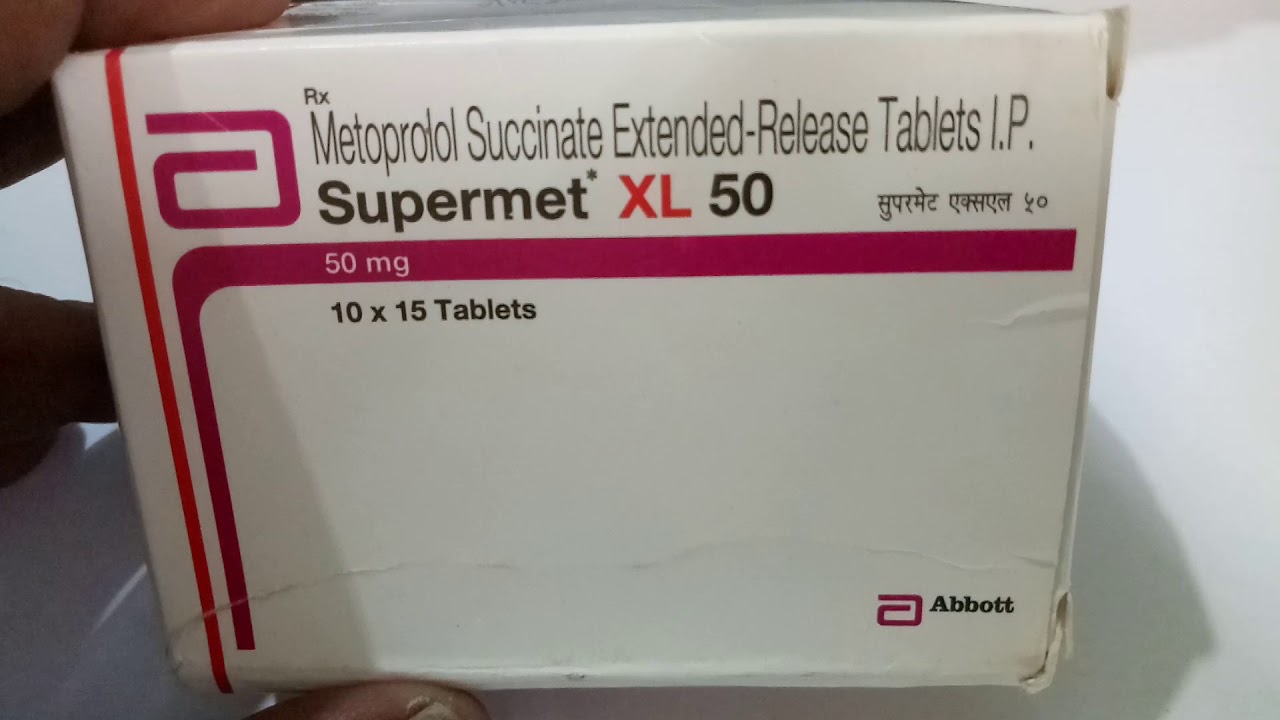 Rx
Metoprolol Succinate Extended-Release Tablets I.P.
Supermet* XL 50
सुपरमेट एक्सएल ५०
50 mg
10 x 15 Tablets
Abbott